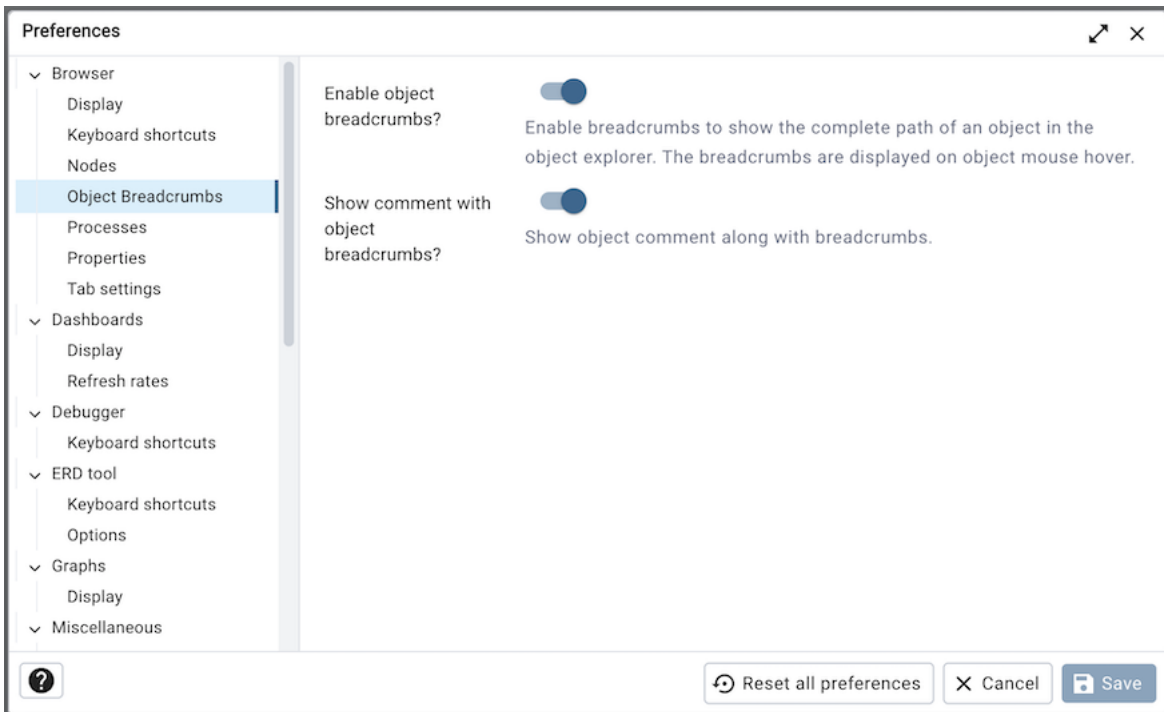 Preferences
Browser
Display
Keyboard shortcuts
Nodes
Object Breadcrumbs
Processes
Properties
Tab settings
Dashboards
Display
Refresh rates
Debugger
Keyboard shortcuts
ERD tool
Keyboard shortcuts
Options
Graphs
Display
Miscellaneous
Enable object
breadcrumbs?
Enable breadcrumbs to show the complete path of an object in the
object explorer. The breadcrumbs are displayed on object mouse hover.
Show comment with
object
breadcrumbs?
Show object comment along with breadcrumbs.
Reset all preferences
Cancel
Save